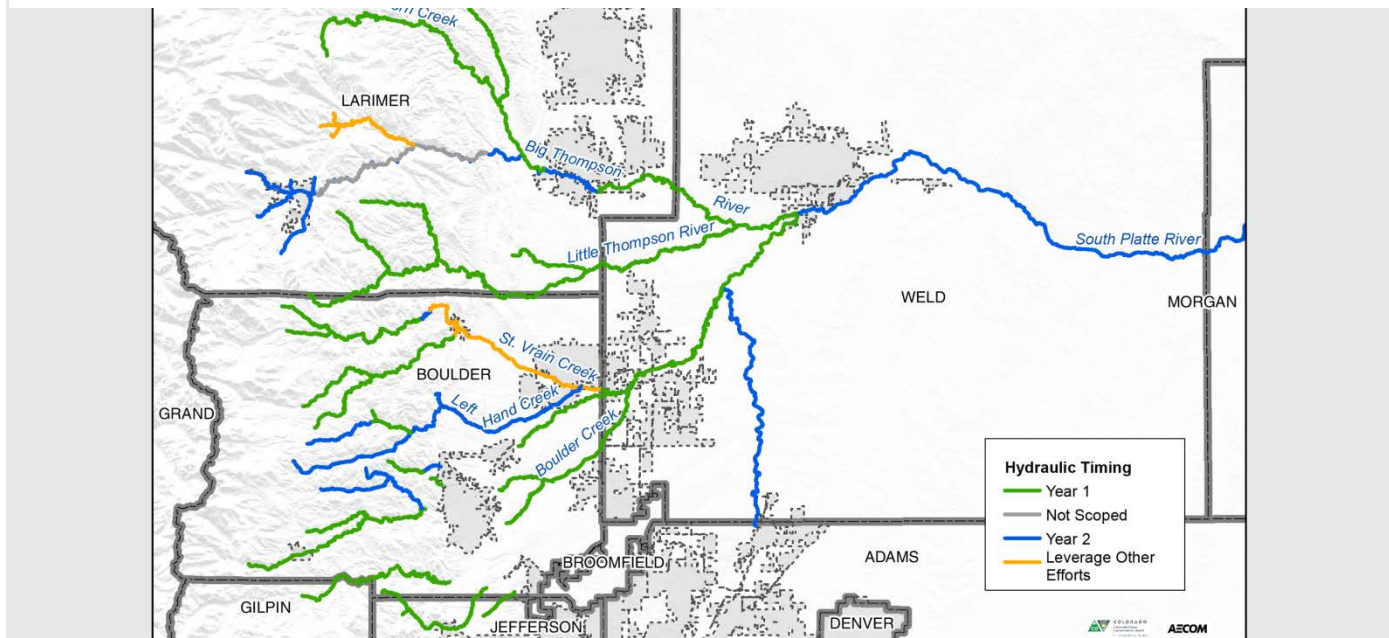 Creek
LARIMER
Big Thompson
River
Little Thompson River
South Platte River
WELD
MORGAN
St. Vrain Creek
BOULDER
GRAND
Left
Hand Creek
Boulder Creek
Hydraulic Timing
Year 1
Not Scoped
Year 2
Leverage Other
Efforts
BROOMFIELD
ADAMS
GILPIN
JEFFERSON
DENVER
COLORADO
AECOM